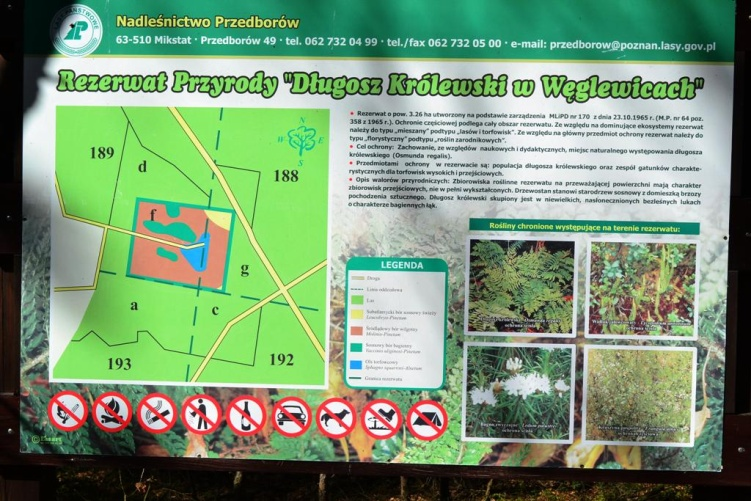 Nadleśnictwo Przedborów
63-510 Mikstat · Przedborów 49 · tel. 062 732 04 99 · tel./fax 062 732 05 00 · e-mail: przedborow@poznan.lasy.gov.pl
Rezerwat Przyrody "Długosz Królewski w Węglewicach"
Rezerwat o pow. 3.26 ha utworzony na podstawie zarządzenia MLiPD nr 170 z dnia 23.10.1965 r. (M.P. nr 64 poz.
358 z 1965 r.). Ochronie częściowej podlega cały obszar rezerwatu. Ze względu na dominujące ekosystemy rezerwat
należy do typu „mieszany" podtypu „lasów i torfowisk". Ze względu na główny przedmiot ochrony rezerwat należy do
typu „florystyczny" podtypu „roślin zarodnikowych".
Cel ochrony: Zachowanie, ze względów naukowych i dydaktycznych, miejsc naturalnego występowania długosza
królewskiego (Osmunda regalis).
Przedmiotami ochrony w rezerwacie są: populacja długosza królewskiego oraz zespół gatunków charakte-
rystycznych dla torfowisk wysokich i przejściowych.
Opis walorów przyrodniczych: Zbiorowiska roślinne rezerwatu na przeważającej powierzchni mają charakter
zbiorowisk przejściowych, nie w pełni wykształconych. Drzewostan stanowi starodrzew sosnowy z domieszką brzozy
pochodzenia sztucznego. Długosz królewski skupiony jest w niewielkich, nasłonecznionych bezleśnych lukach
o charakterze bagiennych łąk.
N
W E
S
189
d
188
f
g
a
c
193
192
LEGENDA
Droga
Linia oddziałowa
Las
Subatlantycki bór sosnowy świeży
Leucobryo-Pinetum
Śródlądowy bór wilgotny
Molinio-Pinetum
Sosnowy bór bagienny
Vaccinio uliginosi-Pinetum
Ols torfowcowy
Sphagno squarrosi-Alnetum
Granica rezerwatu
Rośliny chronione występujące na terenie rezerwatu:
ochrona ścisła
ochrona ścisła
ochrona ścisła